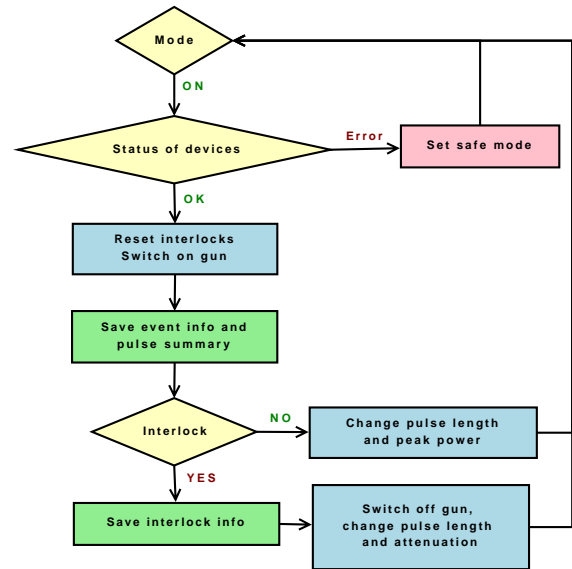 Mode
ON
Status of devices
Error
Set safe mode
OK
Reset interlocks
Switch on gun
Save event info and
pulse summary
Interlock
NO
Change pulse length
and peak power
YES
Save interlock info
Switch off gun,
change pulse length
and attenuation